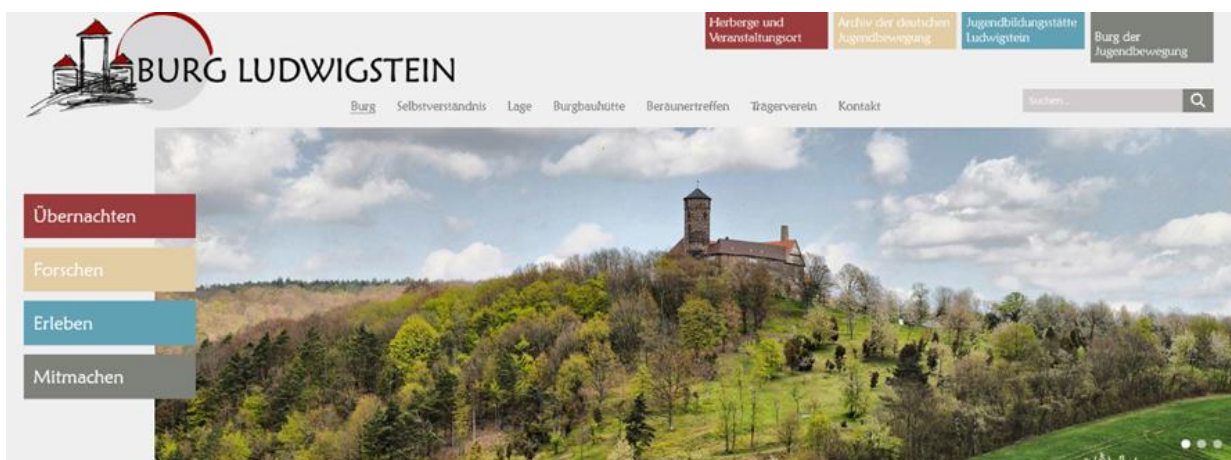 BURG LUDWIGSTEIN
Herberge und
Veranstaltungsort
Archiv der deutschen
Jugendbewegung
Jugendbildungsstätte
Ludwigstein
Burg der
Jugendbewegung
Burg Selbstverständnis Lage Burgbauhütte Beräunertreffen Trägerverein Kontakt
Suchen...
Übernachten
Forschen
Erleben
Mitmachen